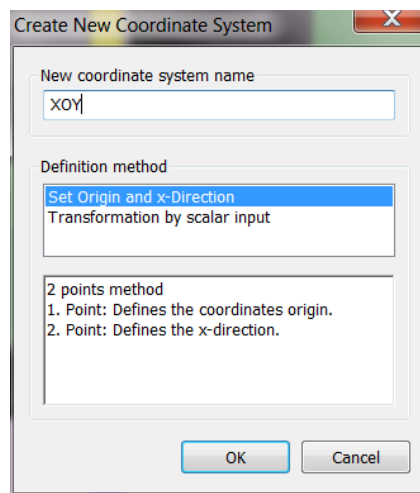 Create New Coordinate System
New coordinate system name
XOY
Definition method
Set Origin and x-Direction
Transformation by scalar input
2 points method
1. Point: Defines the coordinates origin.
2. Point: Defines the x-direction.
OK
Cancel